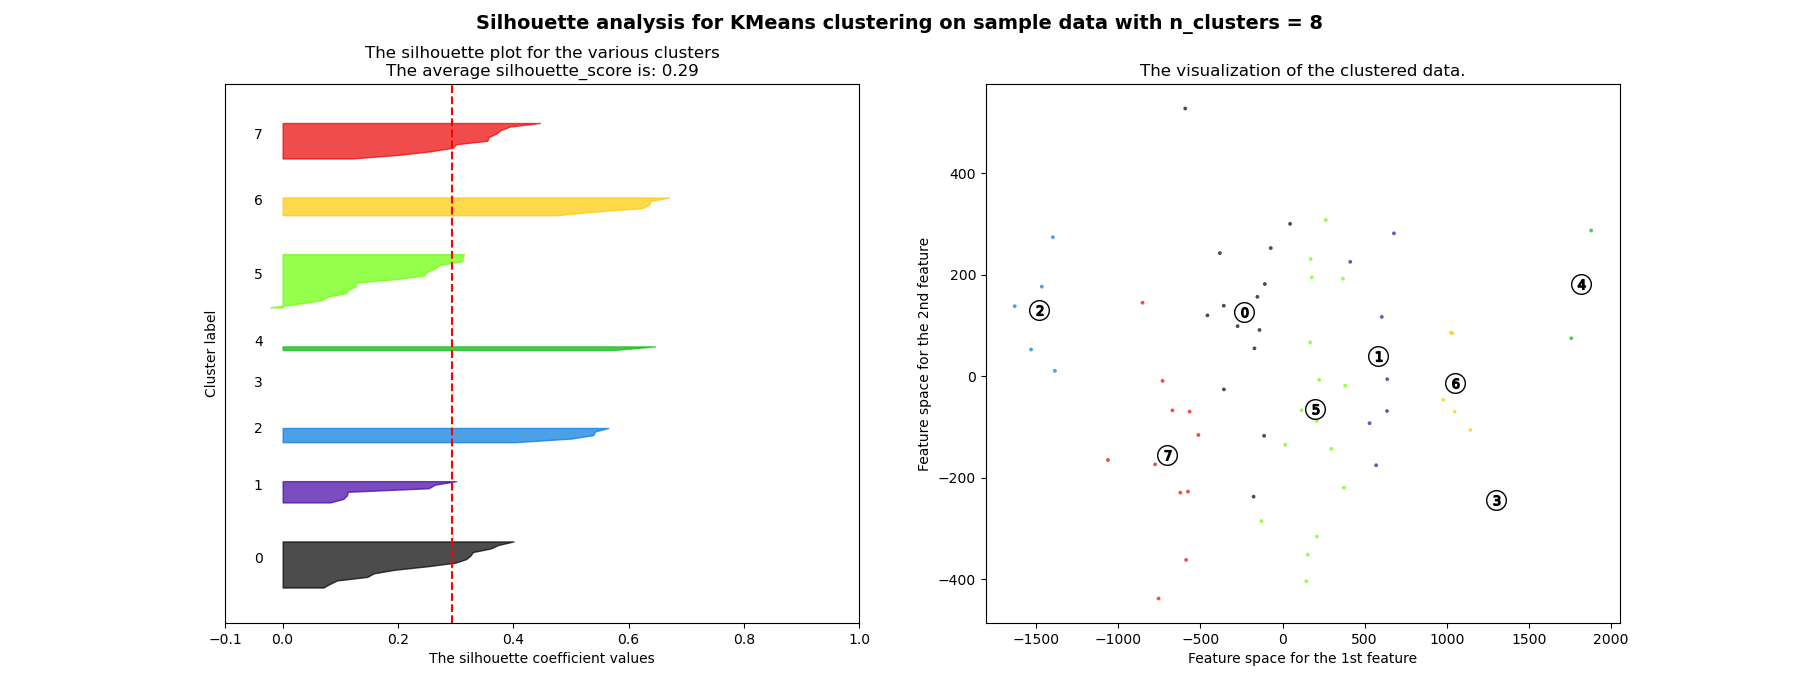 Silhouette analysis for KMeans clustering on sample data with n_clusters = 8
The silhouette plot for the various clusters
The average silhouette_score is: 0.29
7
6
5
4
3
2
1
0
Cluster label
−0.1 0.0 0.2 0.4 0.6 0.8 1.0
The silhouette coefficient values
The visualization of the clustered data.
400
200
0
−200
−400
Feature space for the 2nd feature
4
2
0
1
6
5
7
3
−1500 −1000 −500 0 500 1000 1500 2000
Feature space for the 1st feature